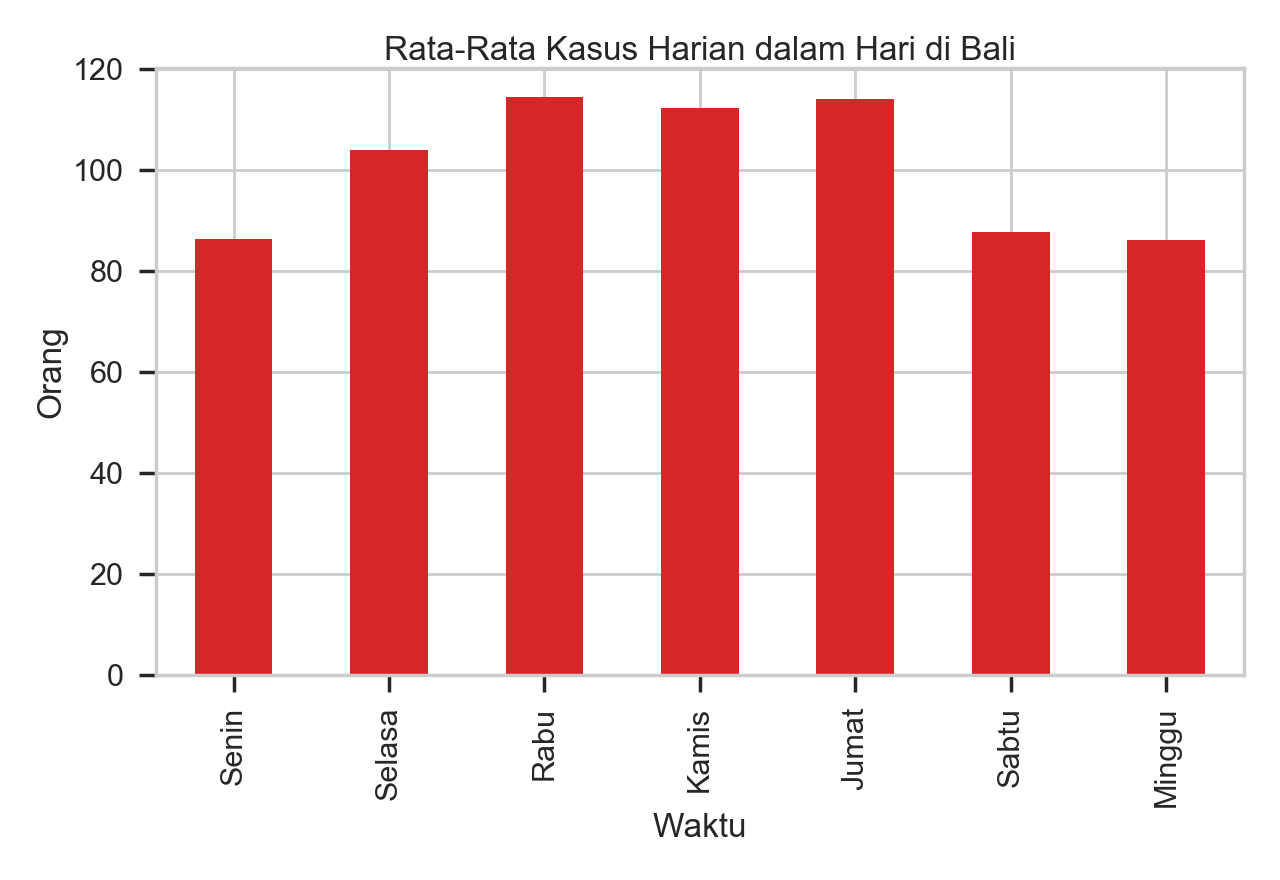 Rata-Rata Kasus Harian dalam Hari di Bali
120
100
80
60
40
20
0
Orang
Senin
Selasa
Rabu
Kamis
Jumat
Sabtu
Minggu
Waktu